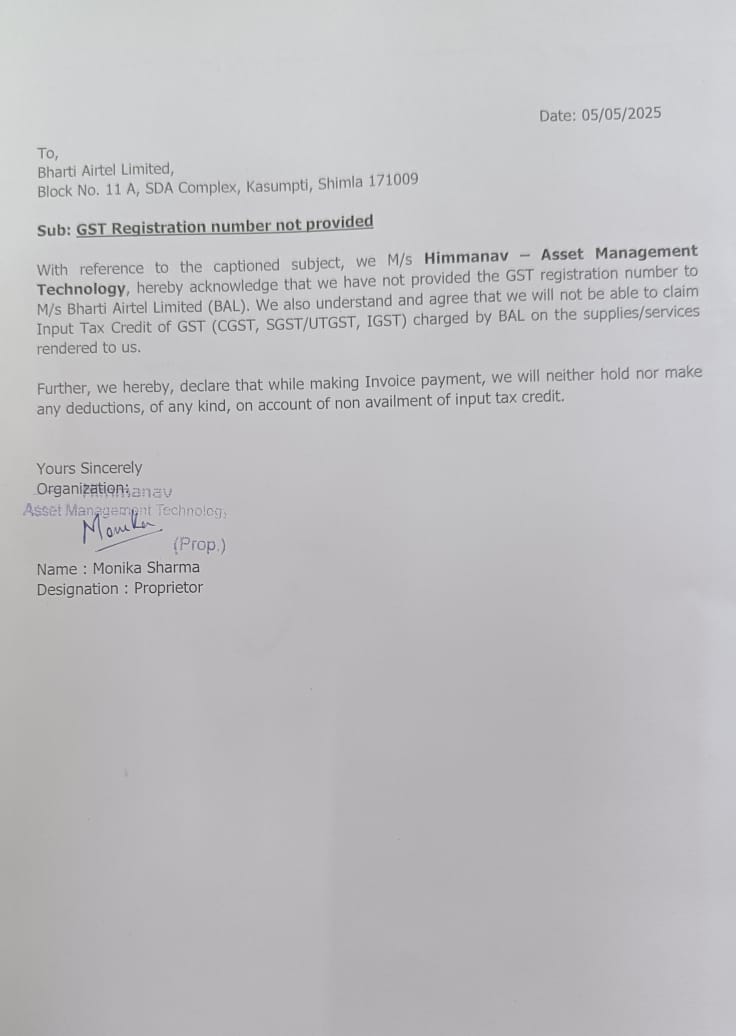 Date: 05/05/2025
To,
Bharti Airtel Limited,
Block No. 11 A, SDA Complex, Kasumpti, Shimla 171009
Sub: GST Registration number not provided
With reference to the captioned subject, we M/s Himmanav – Asset Management
Technology, hereby acknowledge that we have not provided the GST registration number to
M/s Bharti Airtel Limited (BAL). We also understand and agree that we will not be able to claim
Input Tax Credit of GST (CGST, SGST/UTGST, IGST) charged by BAL on the supplies/services
rendered to us.
Further, we hereby, declare that while making Invoice payment, we will neither hold nor make
any deductions, of any kind, on account of non availment of input tax credit.
Yours Sincerely
Organization: Himmanav
Asset Management Technology
Monika
(Prop.)
Name : Monika Sharma
Designation : Proprietor